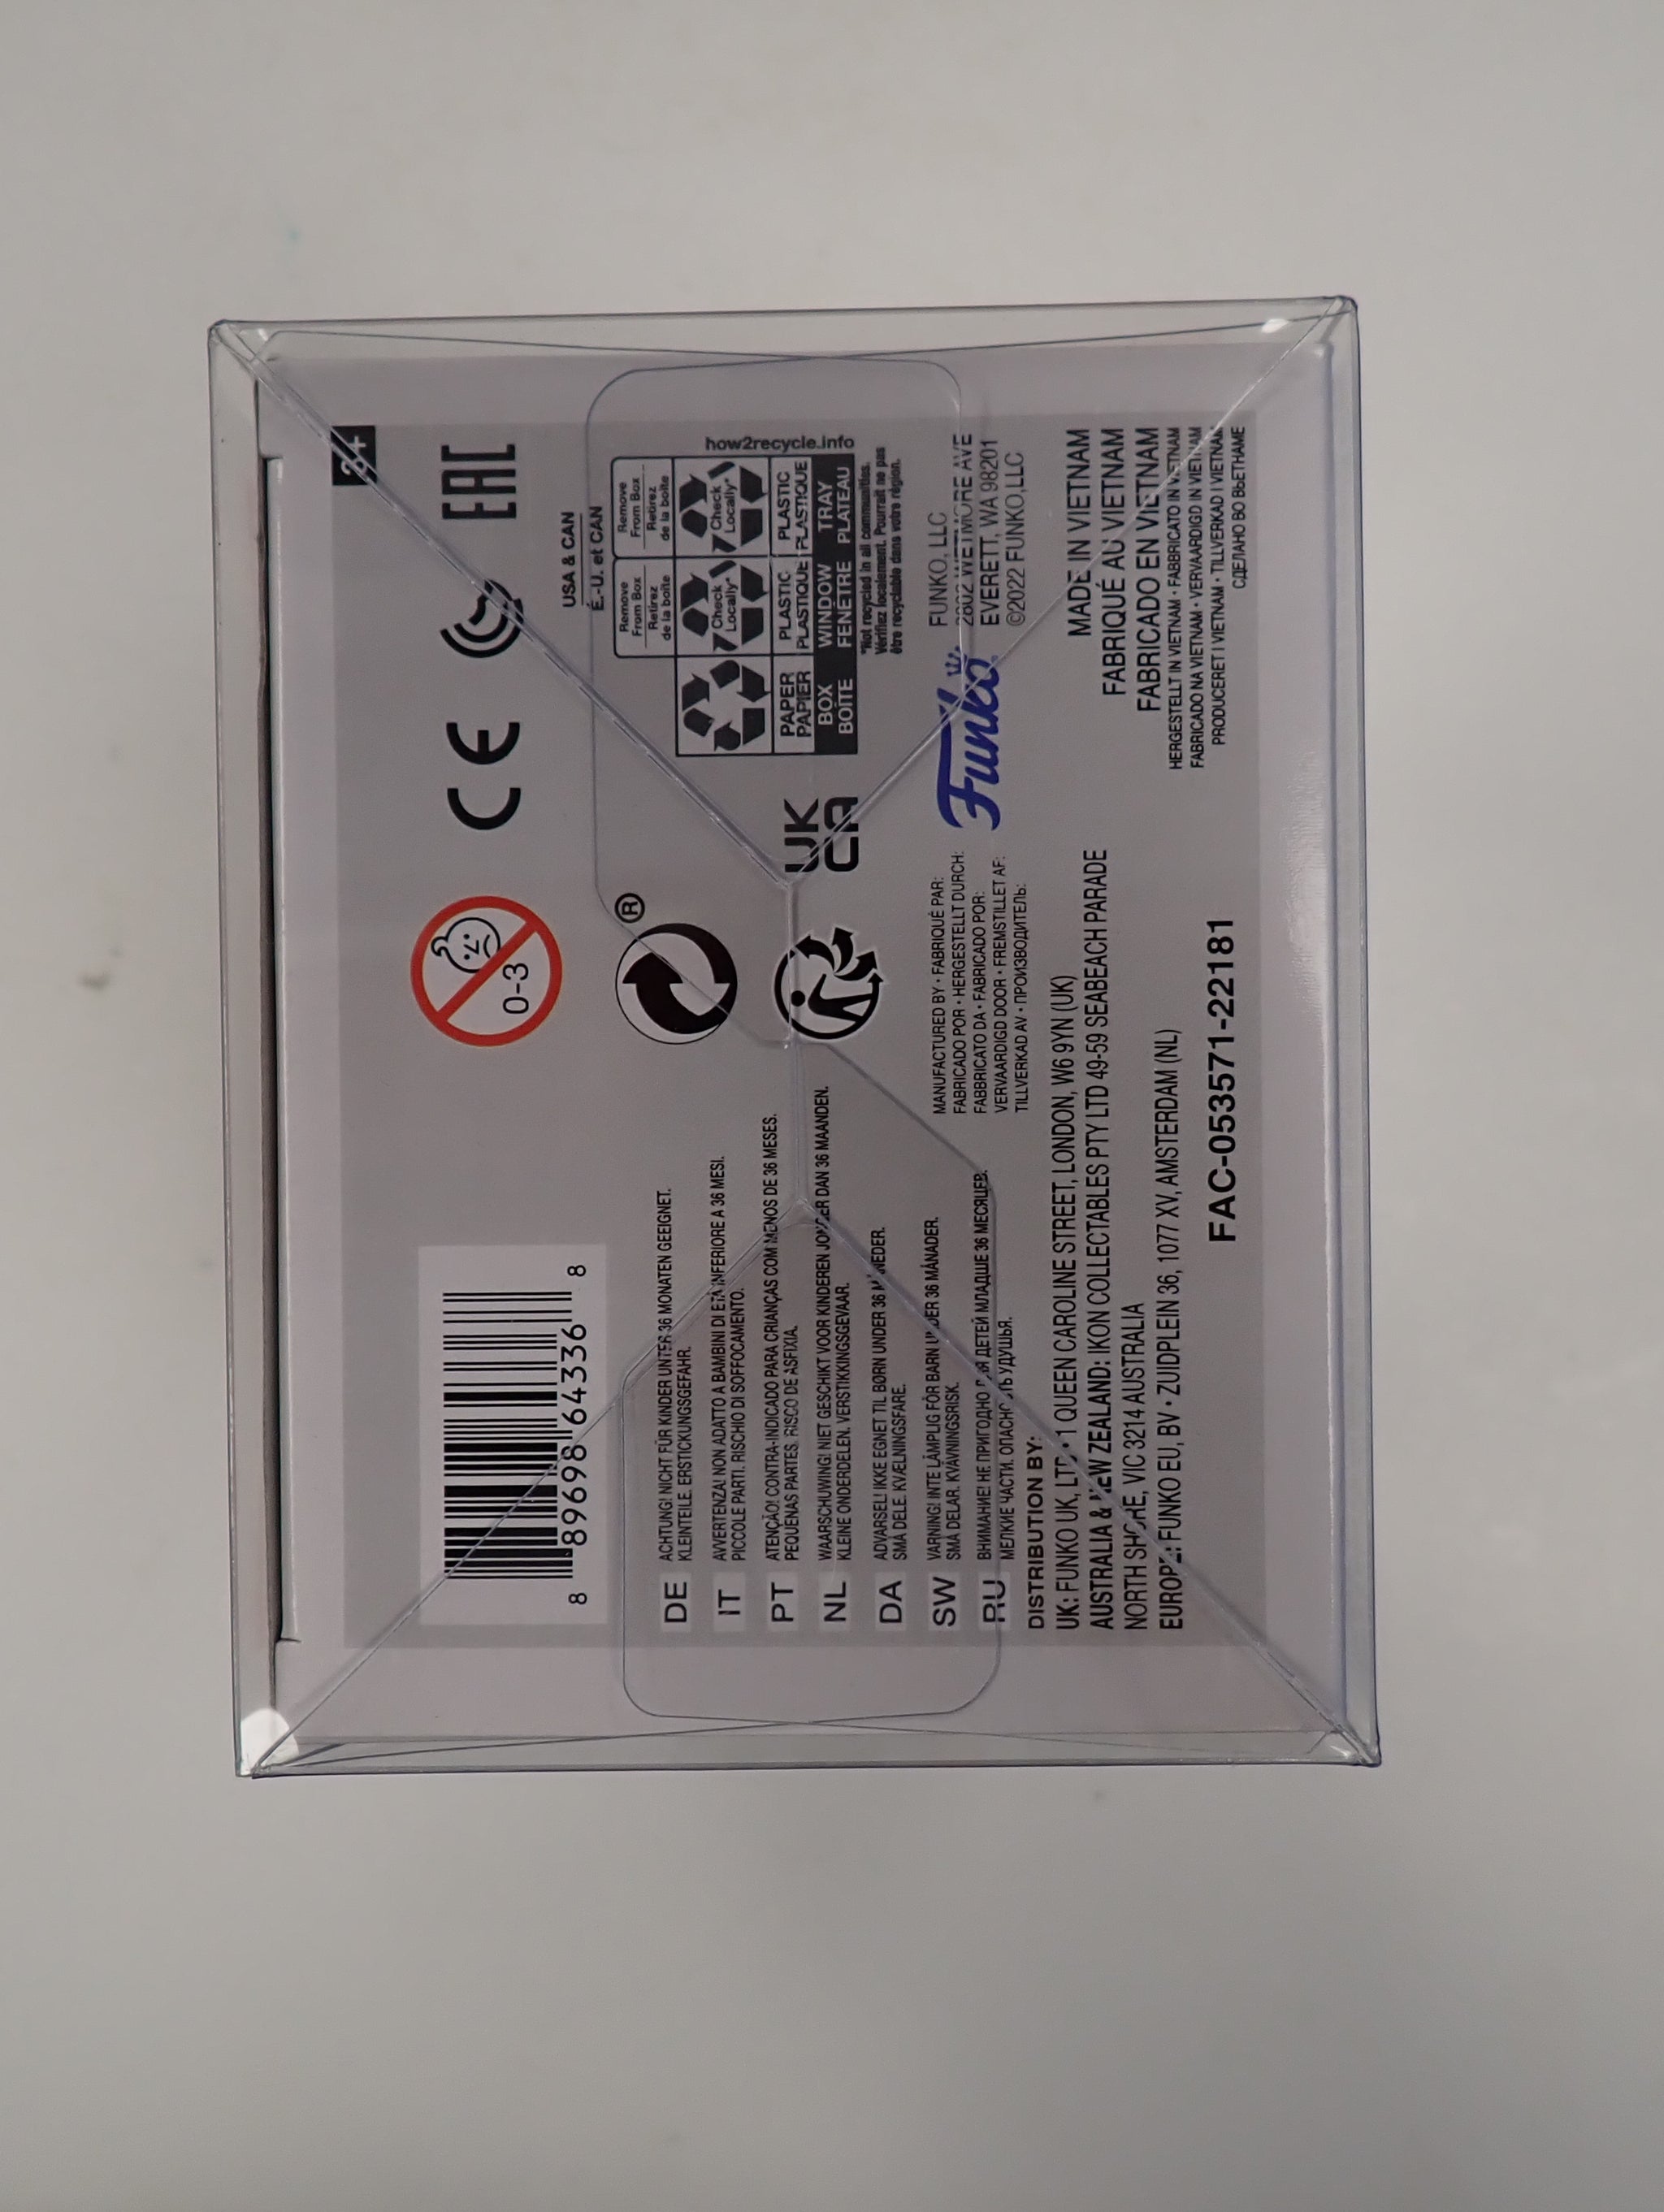 3+
8 89698 64336 8
0-3
CE
EAC
USA & CAN
É.-U. et CAN
®
Remove
From Box
Retirez
de la boîte
Remove
From Box
Retirez
de la boîte
Check
Locally*
Check
Locally*
PAPER
PAPIER
PLASTIC
PLASTIQUE
PLASTIC
PLASTIQUE
BOX
BOÎTE
WINDOW
FENÊTRE
TRAY
PLATEAU
how2recycle.info
*Not recycled in all communities.
Vérifiez localement. Pourrait ne pas
être recyclable dans votre région.
UK
CA
DE ACHTUNG! NICHT FÜR KINDER UNTER 36 MONATEN GEEIGNET.
KLEINTEILE. ERSTICKUNGSGEFAHR.
IT AVVERTENZA! NON ADATTO A BAMBINI DI ETÀ INFERIORE A 36 MESI.
PICCOLE PARTI. RISCHIO DI SOFFOCAMENTO.
PT ATENÇÃO! CONTRA-INDICADO PARA CRIANÇAS COM MENOS DE 36 MESES.
PEQUENAS PARTES. RISCO DE ASFIXIA.
NL WAARSCHUWING! NIET GESCHIKT VOOR KINDEREN JONGER DAN 36 MAANDEN.
KLEINE ONDERDELEN. VERSTIKKINGSGEVAAR.
DA ADVARSEL! IKKE EGNET TIL BØRN UNDER 36 MÅNEDER.
SMÅ DELE. KVÆLNINGSFARE.
SW VARNING! INTE LÄMPLIG FÖR BARN UNDER 36 MÅNADER.
SMÅ DELAR. KVÄVNINGSRISK.
RU ВНИМАНИЕ! НЕ ПРИГОДНО ДЛЯ ДЕТЕЙ МЛАДШЕ 36 МЕСЯЦЕВ.
МЕЛКИЕ ЧАСТИ. ОПАСНОСТЬ УДУШЬЯ.
MANUFACTURED BY • FABRIQUÉ PAR:
FABRICADO POR • HERGESTELLT DURCH:
FABBRICATO DA • FABRICADO POR:
VERVAARDIGD DOOR • FREMSTILLET AF:
TILLVERKAD AV • ПРОИЗВОДИТЕЛЬ:
Funko
FUNKO, LLC
2802 WETMORE AVE
EVERETT, WA 98201
©2022 FUNKO,LLC
DISTRIBUTION BY:
UK: FUNKO UK, LTD • 1 QUEEN CAROLINE STREET, LONDON, W6 9YN (UK)
AUSTRALIA & NEW ZEALAND: IKON COLLECTABLES PTY LTD 49-59 SEABEACH PARADE
NORTH SHORE, VIC 3214 AUSTRALIA
EUROPE: FUNKO EU, BV • ZUIDPLEIN 36, 1077 XV, AMSTERDAM (NL)
MADE IN VIETNAM
FABRIQUÉ AU VIETNAM
FABRICADO EN VIETNAM
HERGESTELLT IN VIETNAM • FABBRICATO IN VIETNAM
FABRICADO NA VIETNAM • VERVAARDIGD IN VIETNAM
PRODUCERET I VIETNAM • TILLVERKAD I VIETNAM
СДЕЛАНО ВО ВЬЕТНАМЕ
FAC-053571-22181